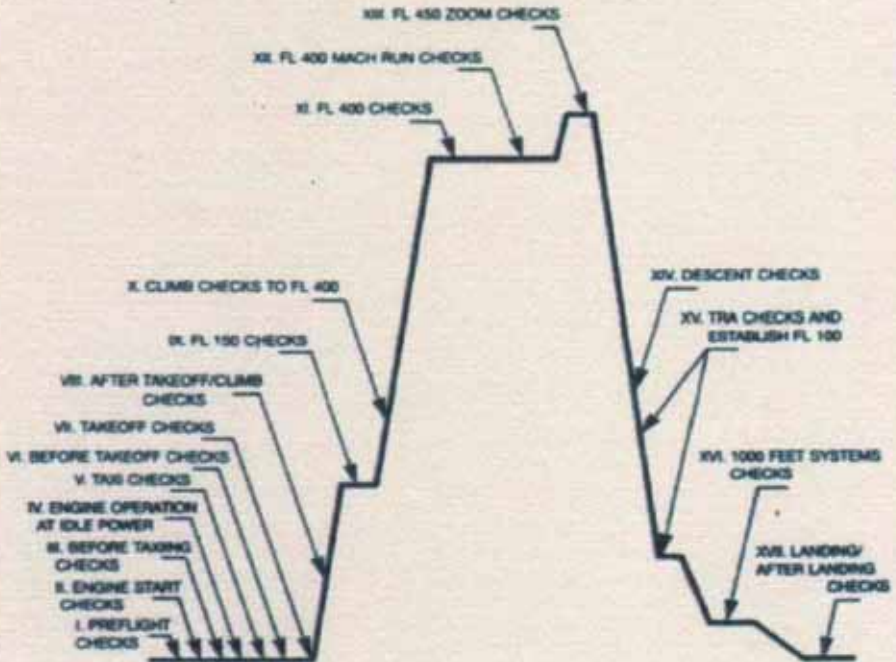 XIII. FL 450 ZOOM CHECKS
XII. FL 400 MACH RUN CHECKS
XI. FL 400 CHECKS
X. CLIMB CHECKS TO FL 400
IX. FL 150 CHECKS
VIII. AFTER TAKEOFF/CLIMB
CHECKS
VII. TAKEOFF CHECKS
VI. BEFORE TAKEOFF CHECKS
V. TAXI CHECKS
IV. ENGINE OPERATION
AT IDLE POWER
III. BEFORE TAXIING
CHECKS
II. ENGINE START
CHECKS
I. PREFLIGHT
CHECKS
XIV. DESCENT CHECKS
XV. TRA CHECKS AND
ESTABLISH FL 100
XVI. 1000 FEET SYSTEMS
CHECKS
XVII. LANDING/
AFTER LANDING
CHECKS